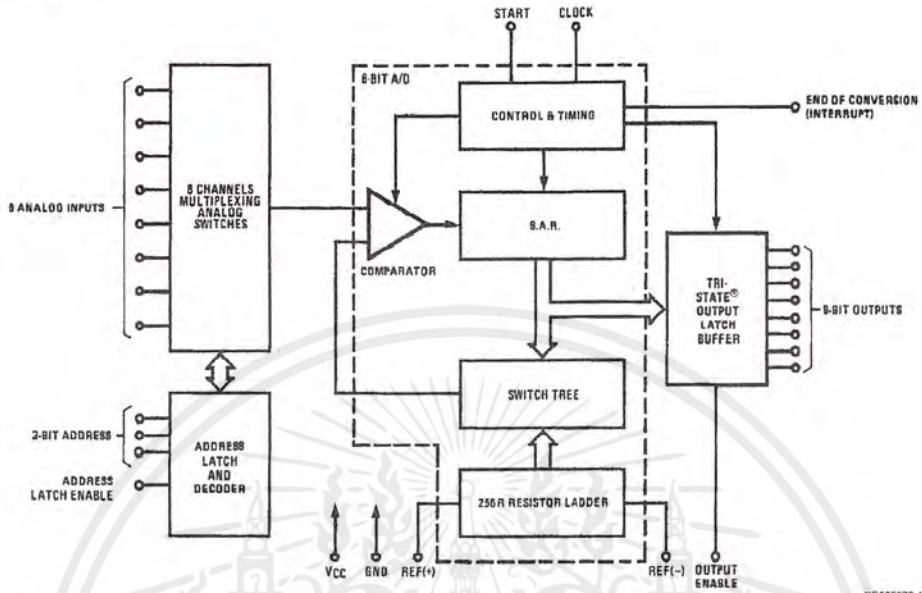 START
CLOCK
8-BIT A/D
CONTROL & TIMING
END OF CONVERSION
(INTERRUPT)
8 ANALOG INPUTS
8 CHANNELS
MULTIPLEXING
ANALOG
SWITCHES
COMPARATOR
S.A.R.
TRI-
STATE®
OUTPUT
LATCH
BUFFER
8-BIT OUTPUTS
SWITCH TREE
3-BIT ADDRESS
ADDRESS
LATCH ENABLE
ADDRESS
LATCH
AND
DECODER
256R RESISTOR LADDER
VCC
GND
REF(+)
REF(−)
OUTPUT
ENABLE